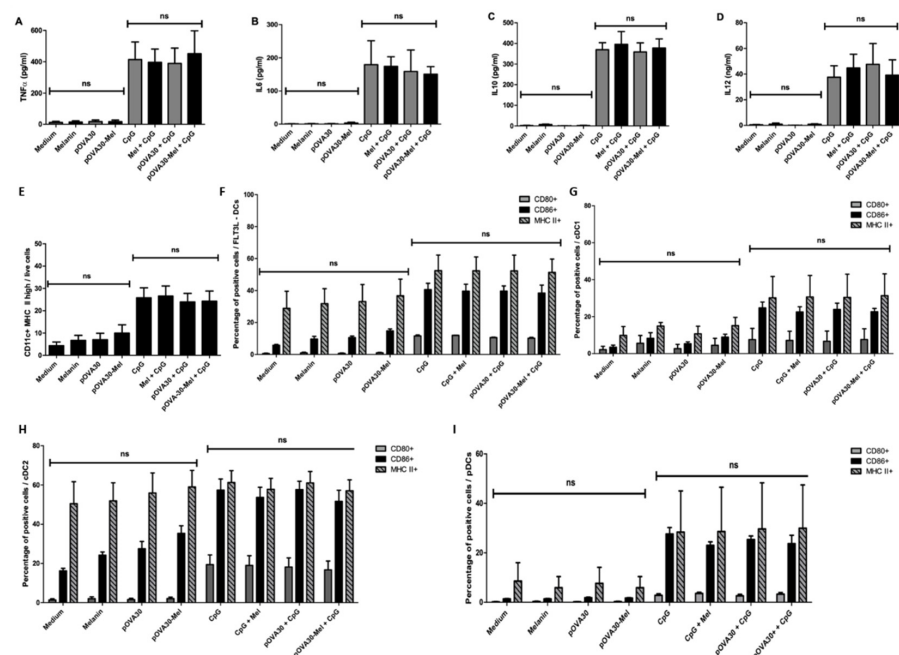 A
TNFα (pg/ml)
600
400
200
0
ns
ns
Medium
Melanin
pOVA30
pOVA30-Mel
CpG
Mel + CpG
pOVA30 + CpG
pOVA30-Mel + CpG
B
IL6 (pg/ml)
300
200
100
0
ns
ns
Medium
Melanin
pOVA30
pOVA30-Mel
CpG
Mel + CpG
pOVA30 + CpG
pOVA30-Mel + CpG
C
IL10 (pg/ml)
500
400
300
200
100
0
ns
ns
Medium
Melanin
pOVA30
pOVA30-Mel
CpG
Mel + CpG
pOVA30 + CpG
pOVA30-Mel + CpG
D
IL12 (ng/ml)
80
60
40
20
0
ns
ns
Medium
Melanin
pOVA30
pOVA30-Mel
CpG
Mel + CpG
pOVA30 + CpG
pOVA30-Mel + CpG
E
CD11c+ MHC II high / live cells
50
40
30
20
10
0
ns
ns
Medium
Melanin
pOVA30
pOVA30-Mel
CpG
Mel + CpG
pOVA30 + CpG
pOVA30-Mel + CpG
F
Percentage of positive cells / FLT3L - DCs
100
80
60
40
20
0
CD80+
CD86+
MHC II+
ns
ns
Medium
Melanin
pOVA30
pOVA30-Mel
CpG
CpG + Mel
pOVA30 + CpG
pOVA30-Mel + CpG
G
Percentage of positive cells / cDC1
100
80
60
40
20
0
CD80+
CD86+
MHC II+
ns
ns
Medium
Melanin
pOVA30
pOVA30-Mel
CpG
CpG + Mel
pOVA30 + CpG
pOVA30-Mel + CpG
H
Percentage of positive cells / cDC2
80
60
40
20
0
CD80+
CD86+
MHC II+
ns
ns
Medium
Melanin
pOVA30
pOVA30-Mel
CpG
CpG + Mel
pOVA30 + CpG
pOVA30-Mel + CpG
I
Percentage of positive cells / pDCs
80
60
40
20
0
CD80+
CD86+
MHC II+
ns
ns
Medium
Melanin
pOVA30
pOVA30-Mel
CpG
CpG + Mel
pOVA30 + CpG
pOVA30+ + CpG